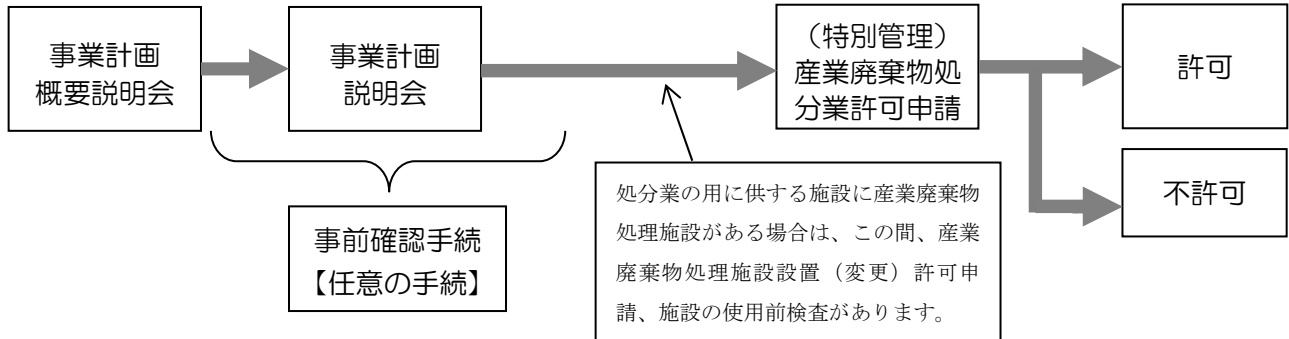 事業計画
概要説明会
事業計画
説明会
（特別管理）
産業廃棄物処
分業許可申請
許可
不許可
事前確認手続
【任意の手続】
処分業の用に供する施設に産業廃棄物
処理施設がある場合は、この間、産業
廃棄物処理施設設置（変更）許可申
請、施設の使用前検査があります。